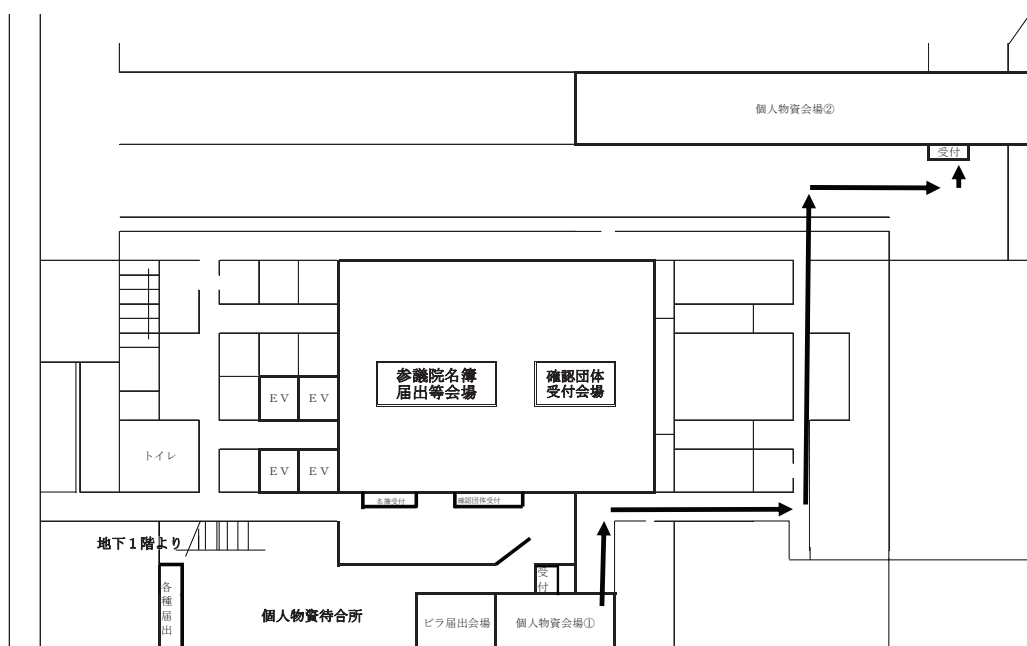 個人物資会場②
受付
参議院名簿
届出等会場
確認団体
受付会場
ＥＶ
ＥＶ
トイレ
ＥＶ
ＥＶ
名簿受付
確認団体受付
地下１階より
受付
各種届出
個人物資待合所
ビラ届出会場
個人物資会場①